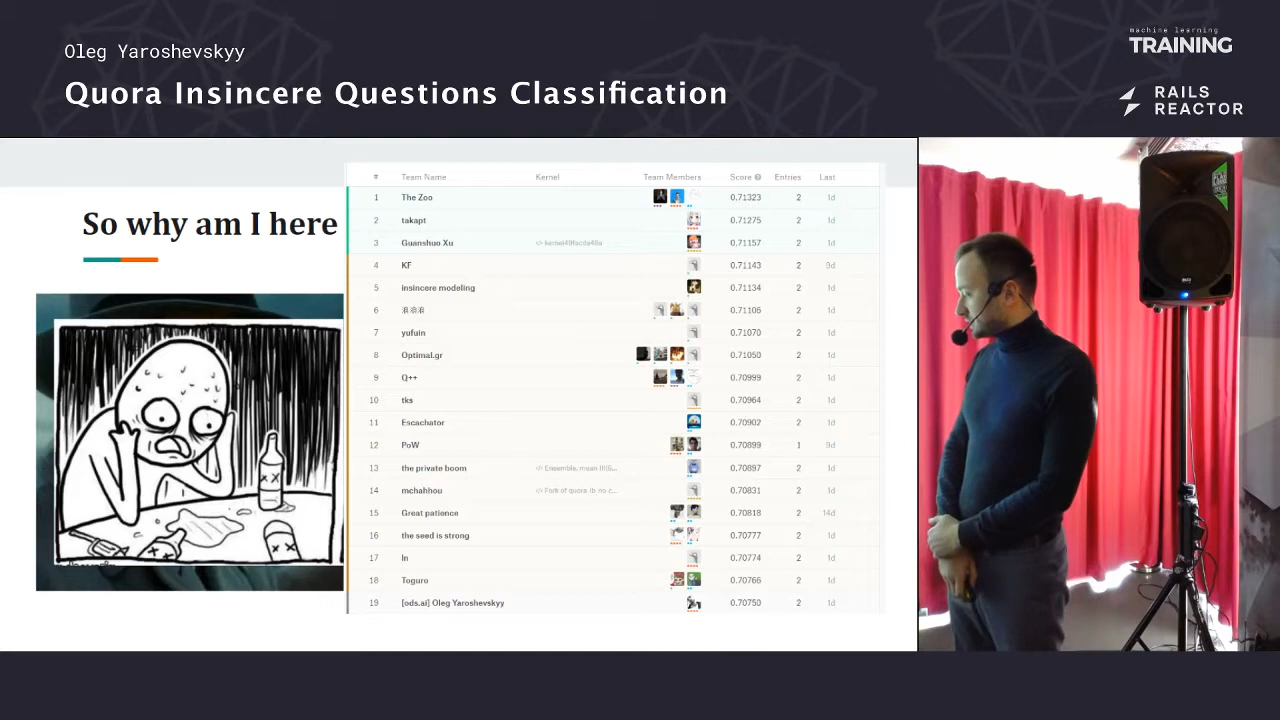 Oleg Yaroshevskyy
Quora Insincere Questions Classification
machine learning
TRAINING
RAILS
REACTOR
So why am I here
# Team Name Kernel Team Members Score Entries Last
1 The Zoo 0.71323 2 1d
2 takapt 0.71275 2 1d
3 Guanshuo Xu 0.71157 2 1d
4 KF 0.71143 2 9d
5 insincere modeling 0.71134 2 1d
6 0.71106 2 1d
7 yufuin 0.71070 2 1d
8 Optimal.gr 0.71050 2 1d
9 Q++ 0.70999 2 1d
10 tks 0.70964 2 1d
11 Escachator 0.70902 2 1d
12 PoW 0.70899 1 9d
13 the private boom </> Ensemble, mean 0.70897 2 1d
14 mchahhou </> Fork of quora 0.70831 2 1d
15 Great patience 0.70818 2 14d
16 the seed is strong 0.70777 2 1d
17 In 0.70774 2 1d
18 Toguro 0.70766 2 1d
19 [ods.ai] Oleg Yaroshevskyy 0.70750 2 1d